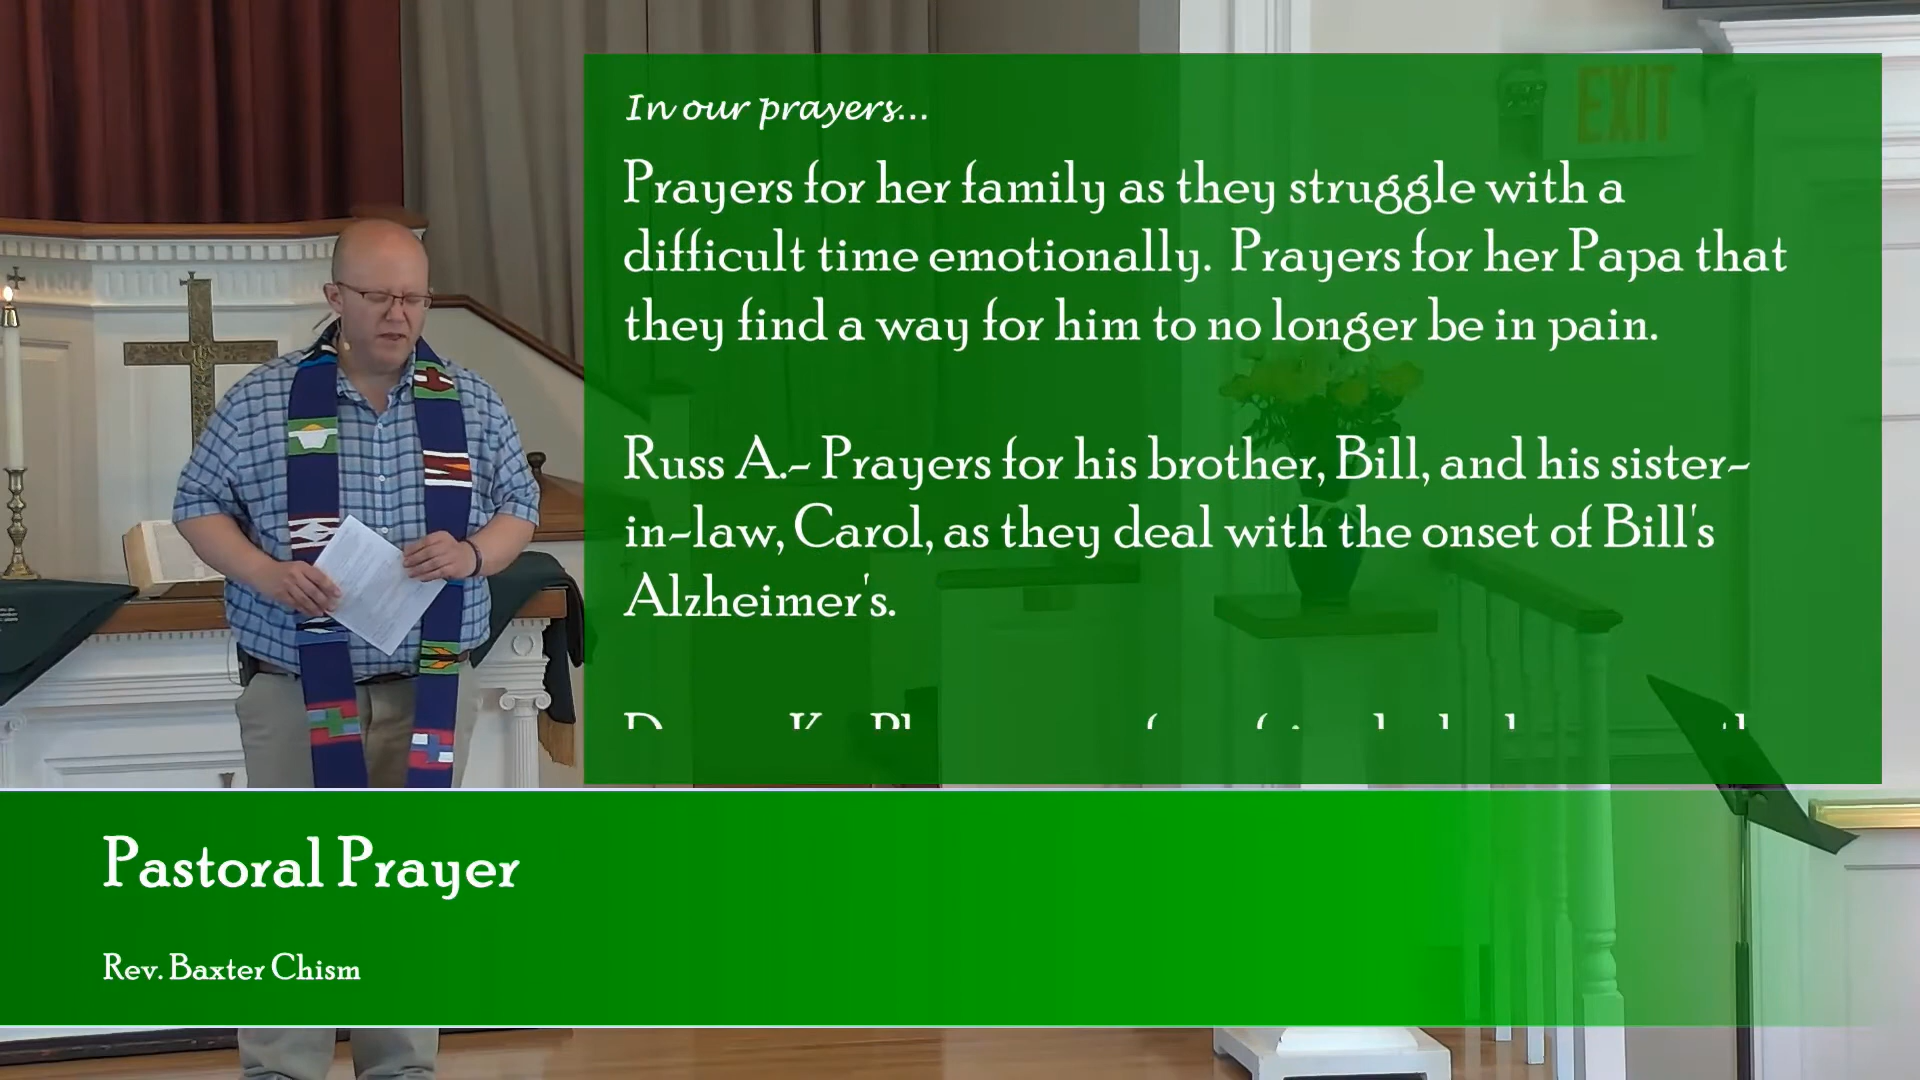 In our prayers...
Prayers for her family as they struggle with a
difficult time emotionally. Prayers for her Papa that
they find a way for him to no longer be in pain.
Russ A.- Prayers for his brother, Bill, and his sister-
in-law, Carol, as they deal with the onset of Bill's
Alzheimer's.
EXIT
Pastoral Prayer
Rev. Baxter Chism